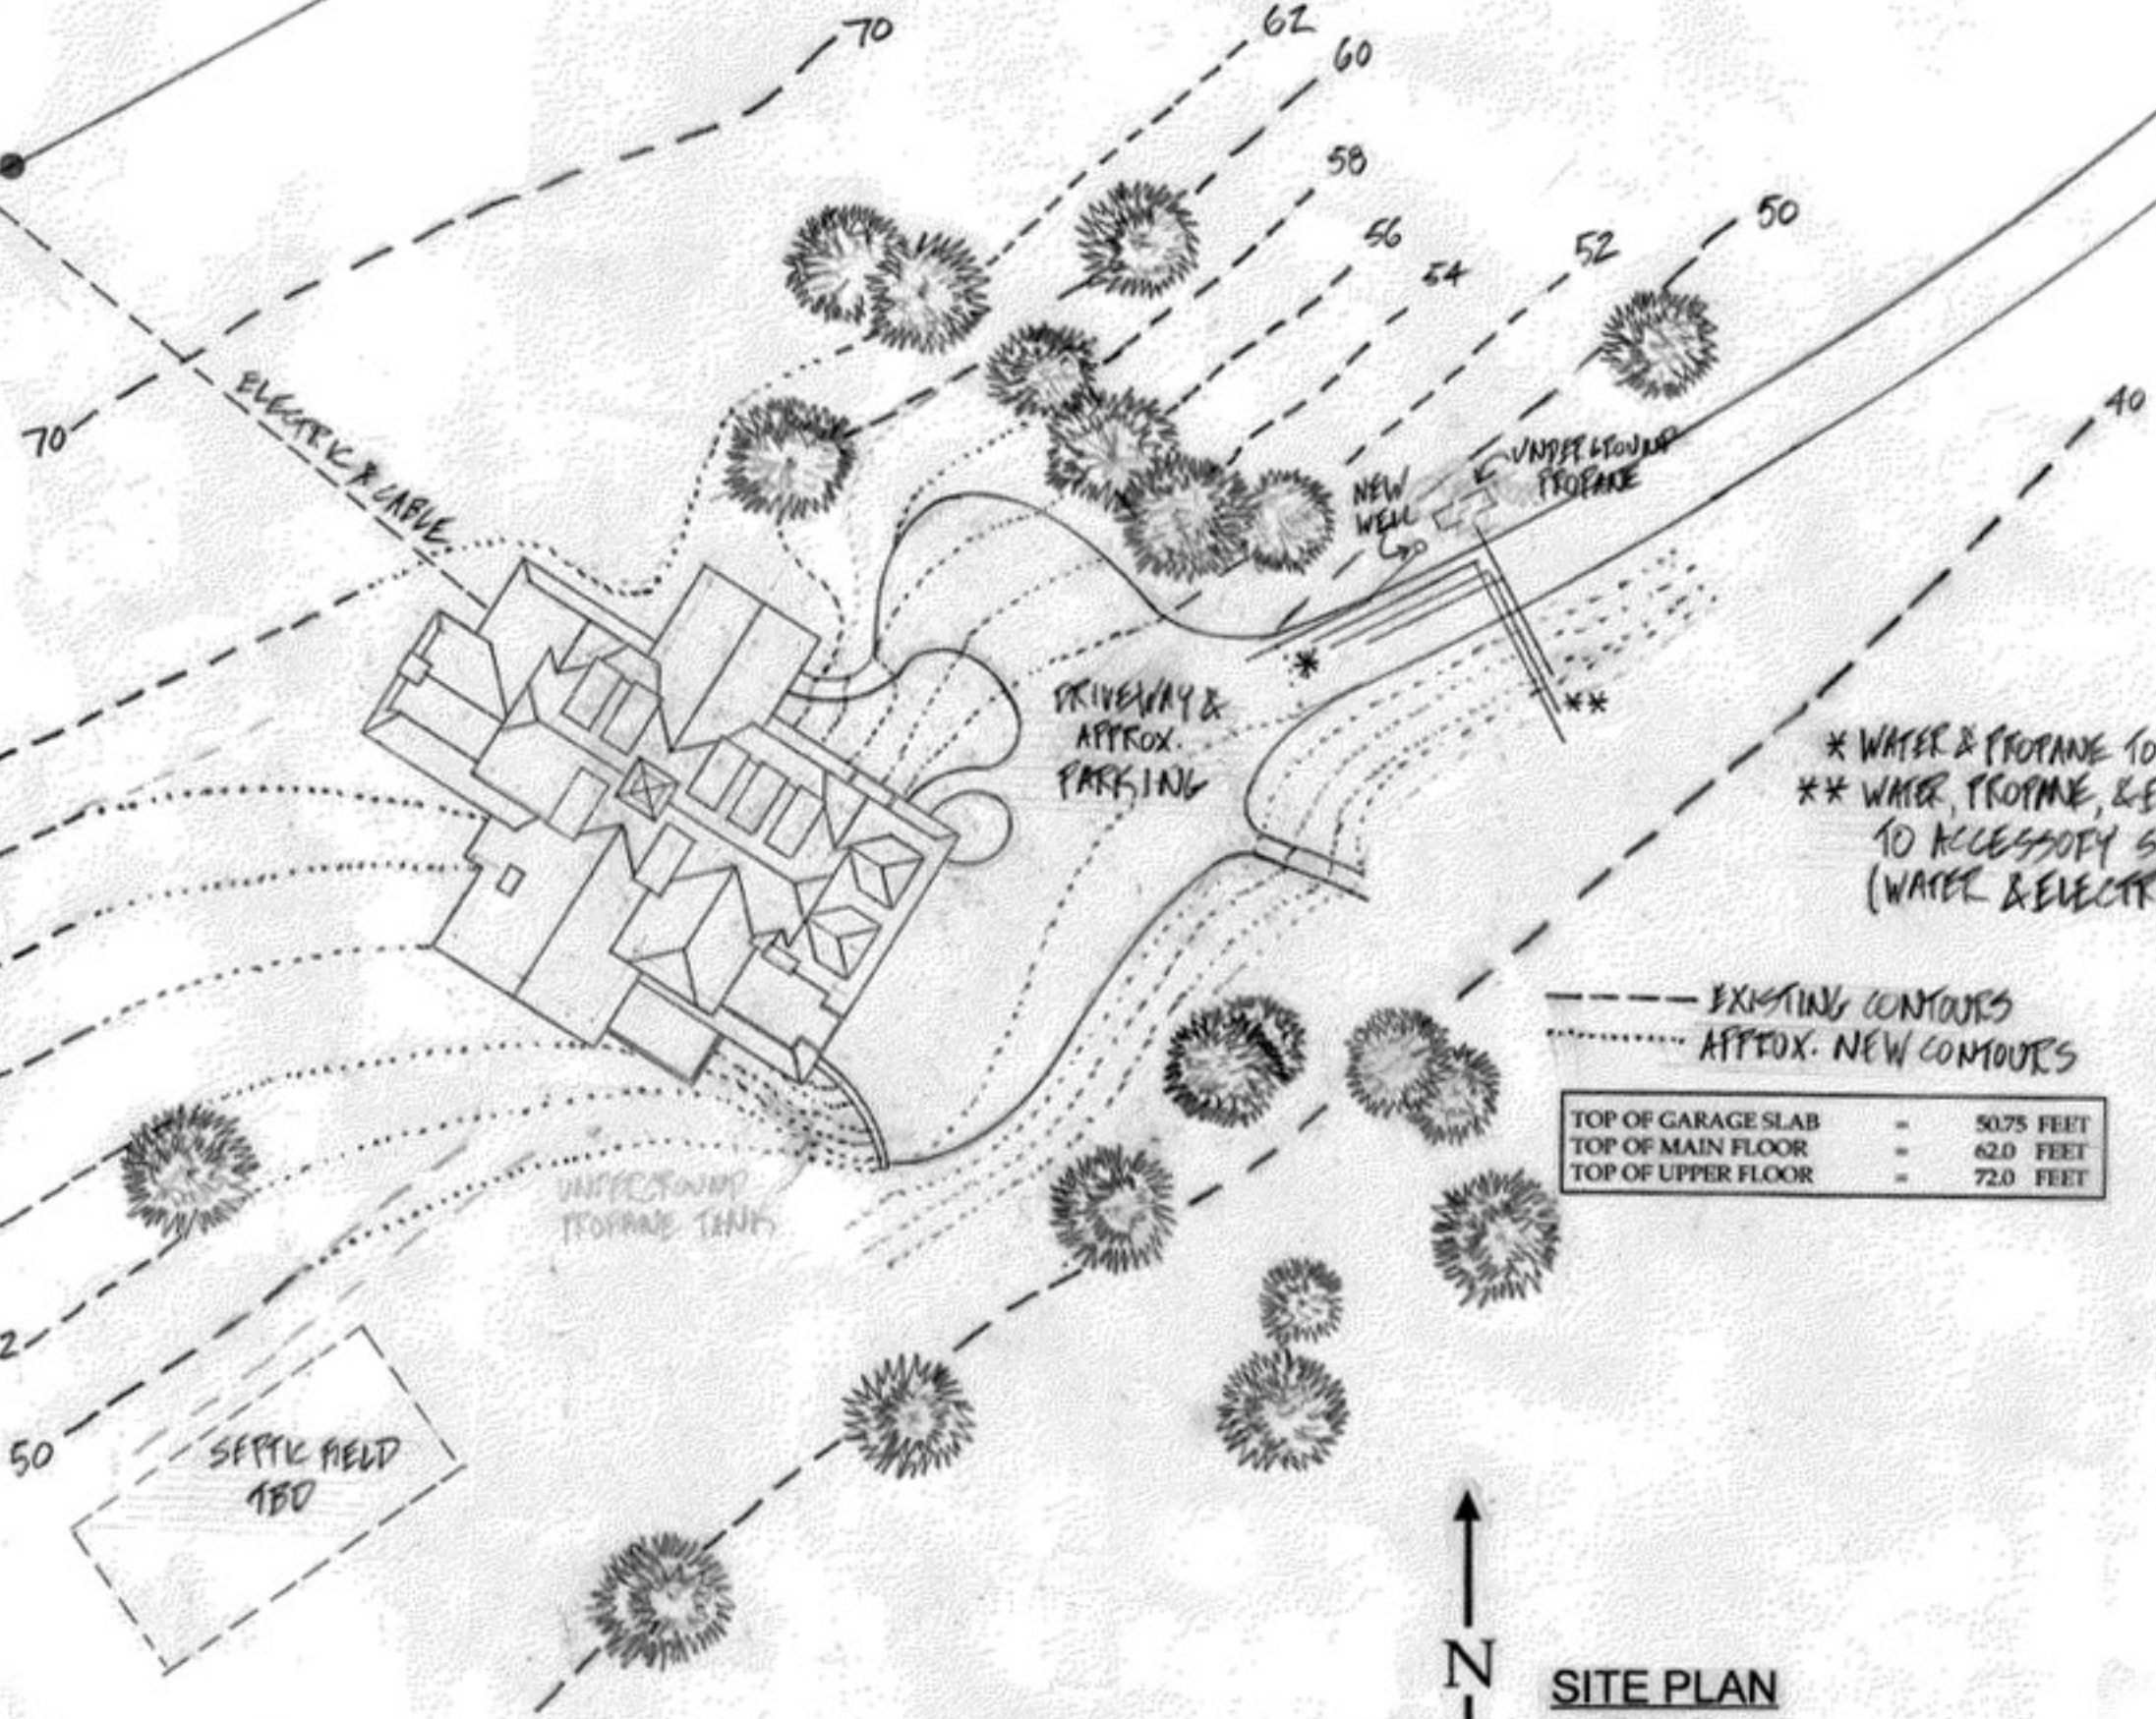 70
62
60
58
56
54
52
50
40
70
ELECTRIC & CABLE
UNDERGROUND
PROPANE
NEW
WELL
DRIVEWAY &
APPROX.
PARKING
*
**
* WATER & PROPANE TO
** WATER, PROPANE, & E
TO ACCESSORY S
(WATER & ELECTR
EXISTING CONTOURS
APPROX. NEW CONTOURS
TOP OF GARAGE SLAB = 50.75 FEET
TOP OF MAIN FLOOR = 62.0 FEET
TOP OF UPPER FLOOR = 72.0 FEET
UNDERGROUND
PROPANE TANK
2
50
SEPTIC FIELD
TBD
N
SITE PLAN